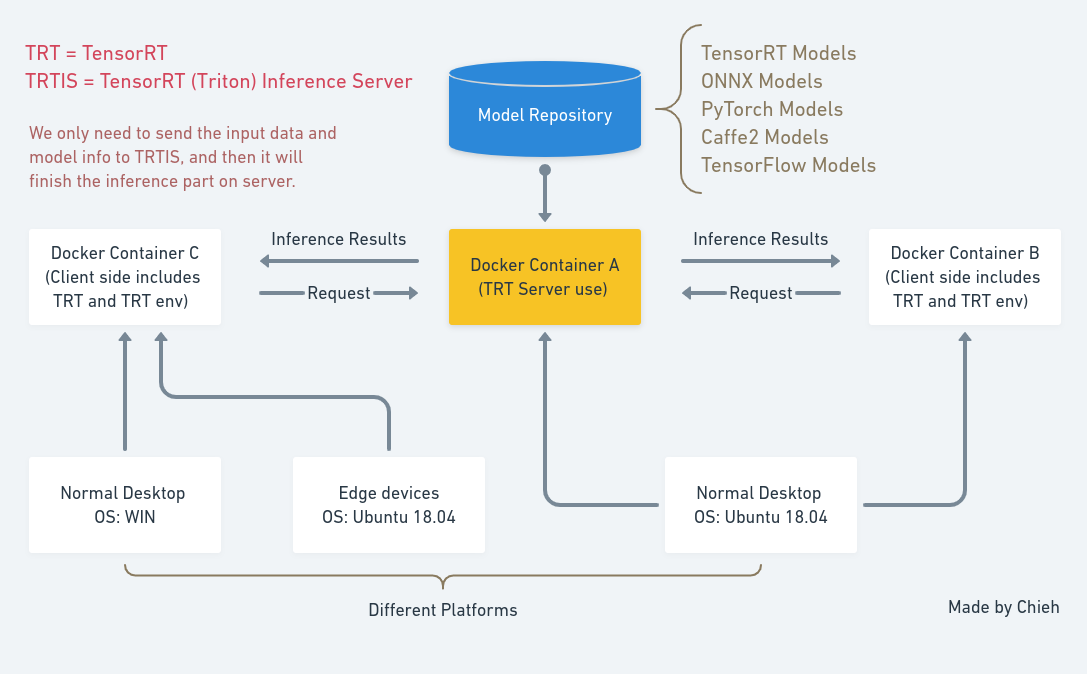 TRT = TensorRT
TRTIS = TensorRT (Triton) Inference Server
We only need to send the input data and
model info to TRTIS, and then it will
finish the inference part on server.
Model Repository
TensorRT Models
ONNX Models
PyTorch Models
Caffe2 Models
TensorFlow Models
Docker Container C
(Client side includes
TRT and TRT env)
Inference Results
Request
Docker Container A
(TRT Server use)
Inference Results
Request
Docker Container B
(Client side includes
TRT and TRT env)
Normal Desktop
OS: WIN
Edge devices
OS: Ubuntu 18.04
Normal Desktop
OS: Ubuntu 18.04
Different Platforms
Made by Chieh